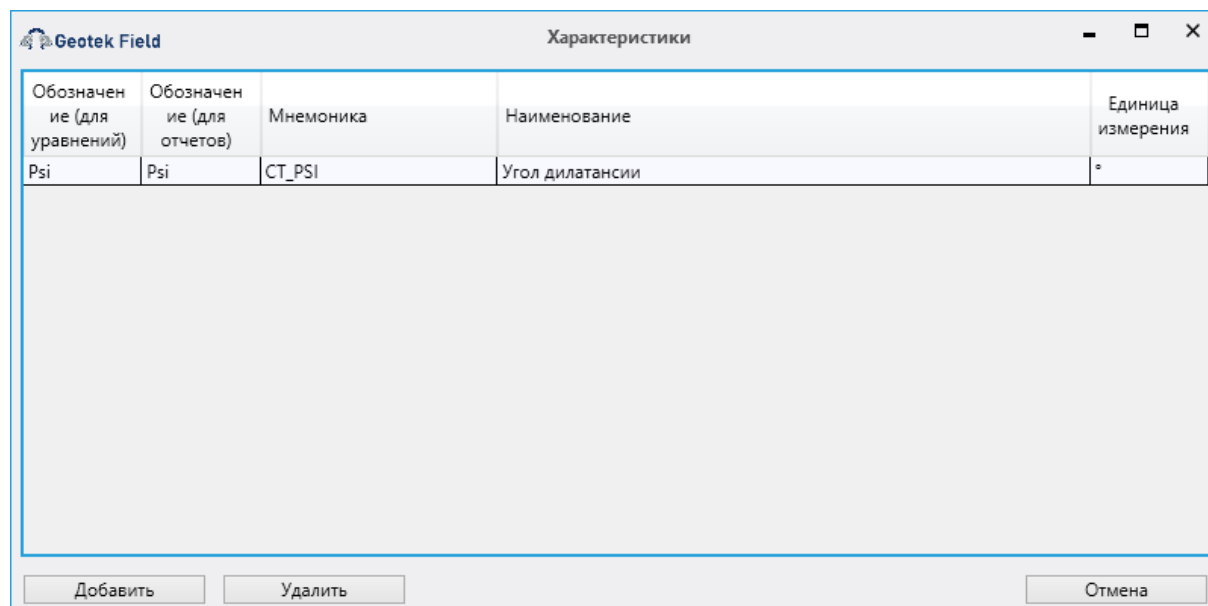 Geotek Field
Характеристики
Обозначен
ие (для
уравнений)
Обозначен
ие (для
отчетов)
Мнемоника
Наименование
Единица
измерения
Psi
Psi
CT_PSI
Угол дилатансии
°
Добавить
Удалить
Отмена